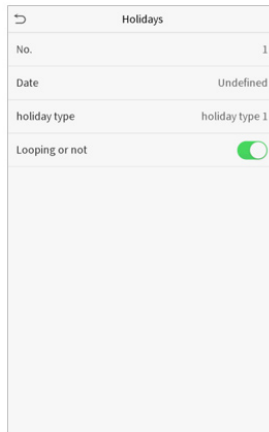 Holidays
No. 1
Date Undefined
holiday type holiday type 1
Looping or not